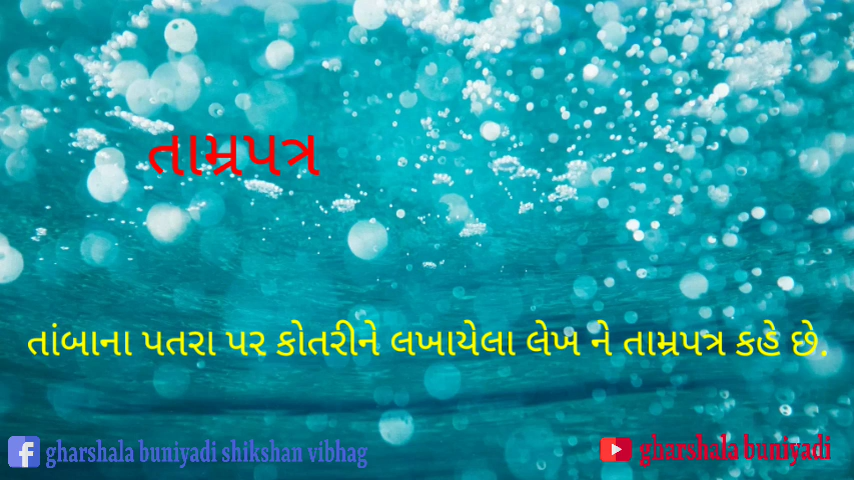 તામ્રપત્ર
તાંબાના પતરા પર કોતરીને લખાયેલા લેખ ને તામ્રપત્ર કહે છે.
gharshala buniyadi shikshan vibhag
gharshala buniyadi